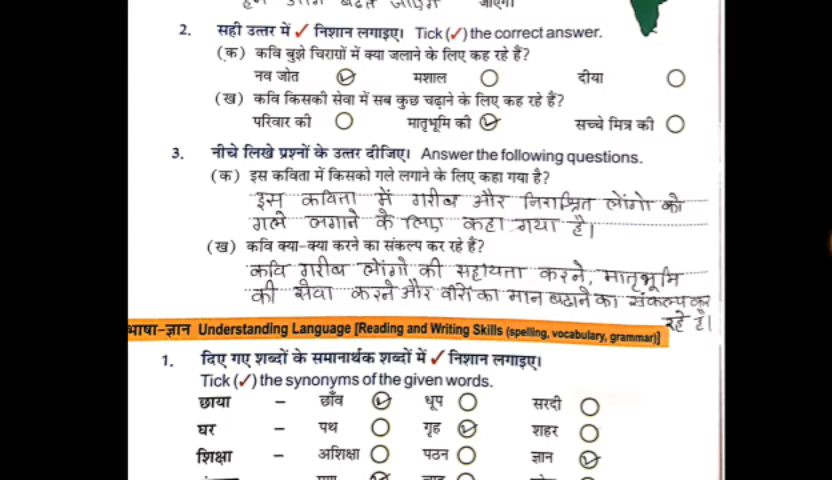 हम आगे बढ़ते जाएंगे जाएंगी
2. सही उत्तर में ✓ निशान लगाइए। Tick (✓) the correct answer.
(क) कवि बुझे चिराग़ों में क्या जलाने के लिए कह रहे हैं?
नव जोत मशाल दीया
(ख) कवि किसकी सेवा में सब कुछ चढ़ाने के लिए कह रहे हैं?
परिवार की मातृभूमि की सच्चे मित्र की
3. नीचे लिखे प्रश्नों के उत्तर दीजिए। Answer the following questions.
(क) इस कविता में किसको गले लगाने के लिए कहा गया है?
इस कविता में गरीब और निराश्रित लोंगो को
गले लगाने के लिए कहा गया है।
(ख) कवि क्या-क्या करने का संकल्प कर रहे हैं?
कवि गरीब लोंगो की सहायता करने, मातृभूमि
की सेवा करने और वीरों का मान बढ़ाने का संकल्प कर
रहे है।
भाषा-ज्ञान Understanding Language [Reading and Writing Skills (spelling, vocabulary, grammar)]
1. दिए गए शब्दों के समानार्थक शब्दों में ✓ निशान लगाइए।
Tick (✓) the synonyms of the given words.
छाया – छाँव धूप सरदी
घर – पथ गृह शहर
शिक्षा – अशिक्षा पठन ज्ञान